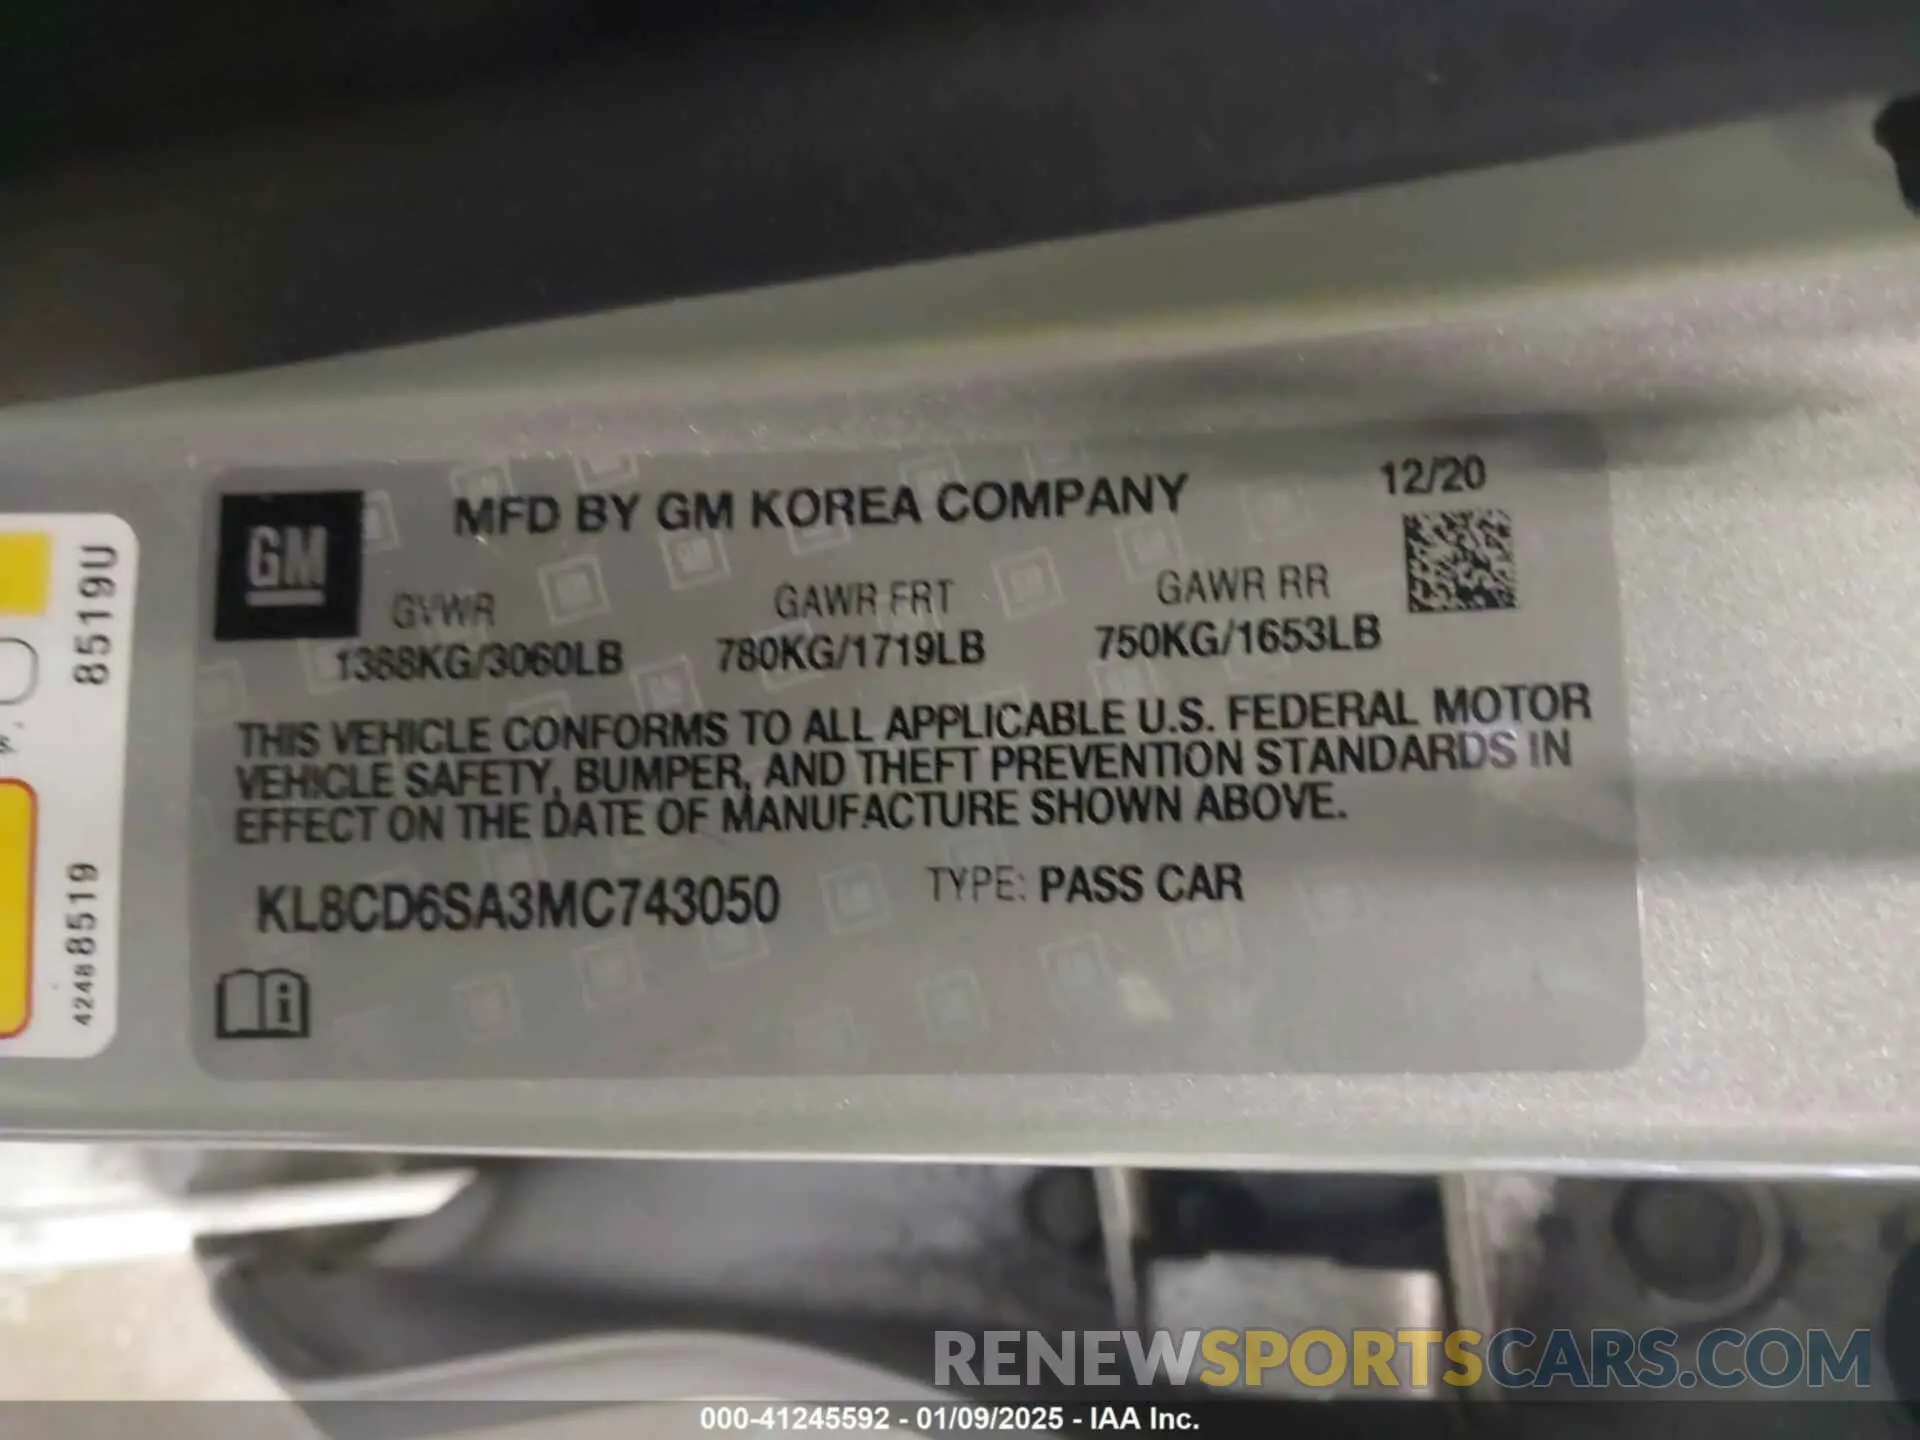 MFD BY GM KOREA COMPANY
12/20
GM
GVWR
GAWR FRT
GAWR RR
1388KG/3060LB
780KG/1719LB
750KG/1653LB
THIS VEHICLE CONFORMS TO ALL APPLICABLE U.S. FEDERAL MOTOR
VEHICLE SAFETY, BUMPER, AND THEFT PREVENTION STANDARDS IN
EFFECT ON THE DATE OF MANUFACTURE SHOWN ABOVE.
KL8CD6SA3MC743050
TYPE: PASS CAR
8519U
42488519
RENEWSPORTSCARS.COM
000-41245592 - 01/09/2025 - IAA Inc.